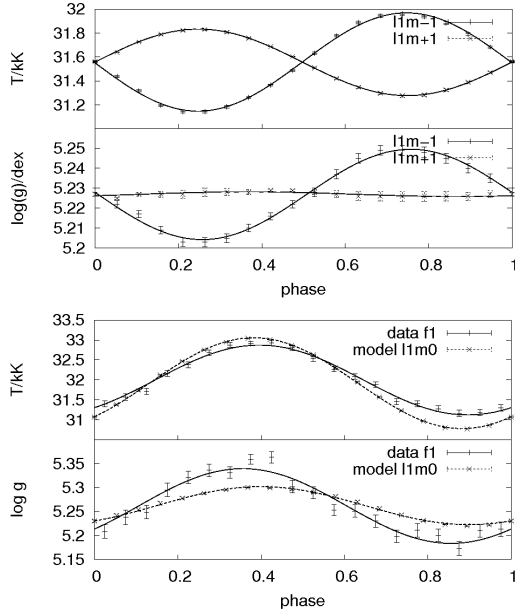 32
31.8
31.6
31.4
31.2
T/kK
l1m−1
l1m+1
5.25
5.24
5.23
5.22
5.21
5.2
log(g)/dex
l1m−1
l1m+1
0 0.2 0.4 0.6 0.8 1
phase
33.5
33
32.5
32
31.5
31
T/kK
data f1
model l1m0
5.35
5.3
5.25
5.2
5.15
log g
data f1
model l1m0
0 0.2 0.4 0.6 0.8 1
phase